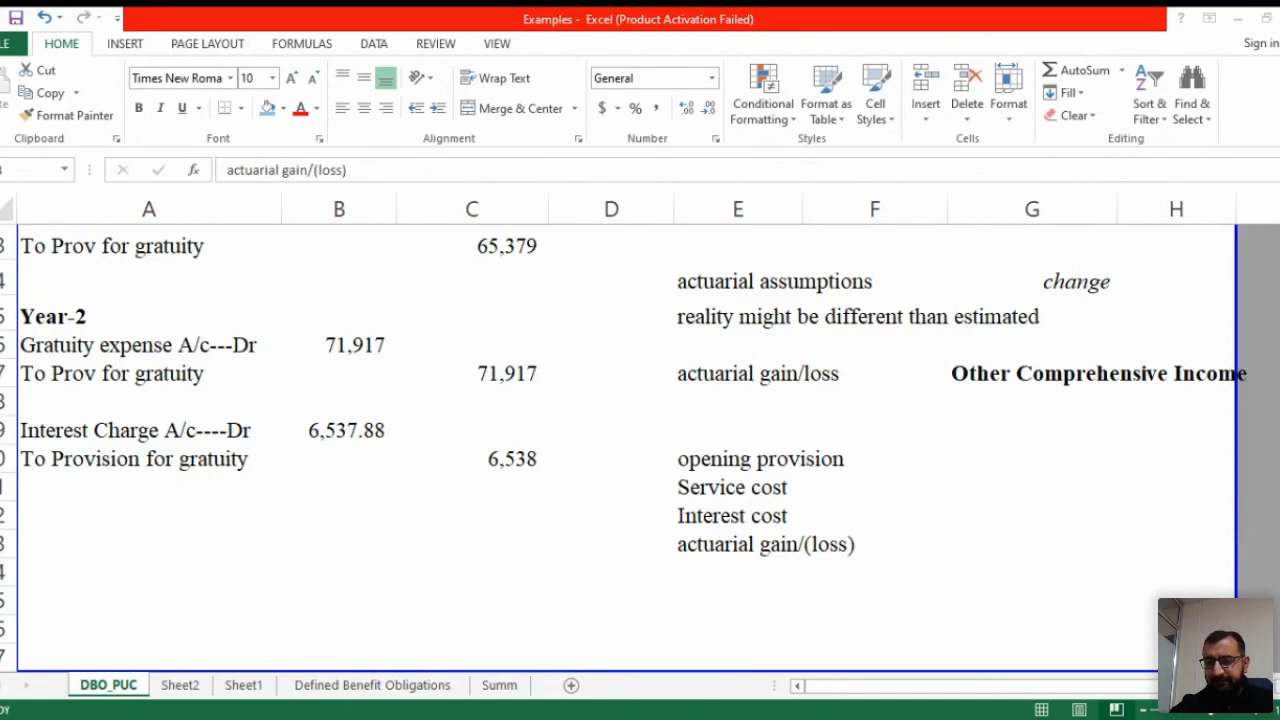 Examples - Excel (Product Activation Failed)
HOME INSERT PAGE LAYOUT FORMULAS DATA REVIEW VIEW Sign in
Cut
Copy
Format Painter
Clipboard
Times New Roma 10
B I U
Font
Wrap Text
Merge & Center
Alignment
General
$ % ,
Number
Conditional Formatting
Format as Table
Cell Styles
Styles
Insert Delete Format
Cells
AutoSum
Fill
Clear
Sort & Filter
Find & Select
Editing
fx actuarial gain/(loss)
A B C D E F G H
To Prov for gratuity 65,379
actuarial assumptions change
Year-2 reality might be different than estimated
Gratuity expense A/c---Dr 71,917
To Prov for gratuity 71,917 actuarial gain/loss Other Comprehensive Income
Interest Charge A/c----Dr 6,537.88
To Provision for gratuity 6,538 opening provision
Service cost
Interest cost
actuarial gain/(loss)
DBO_PUC Sheet2 Sheet1 Defined Benefit Obligations Summ